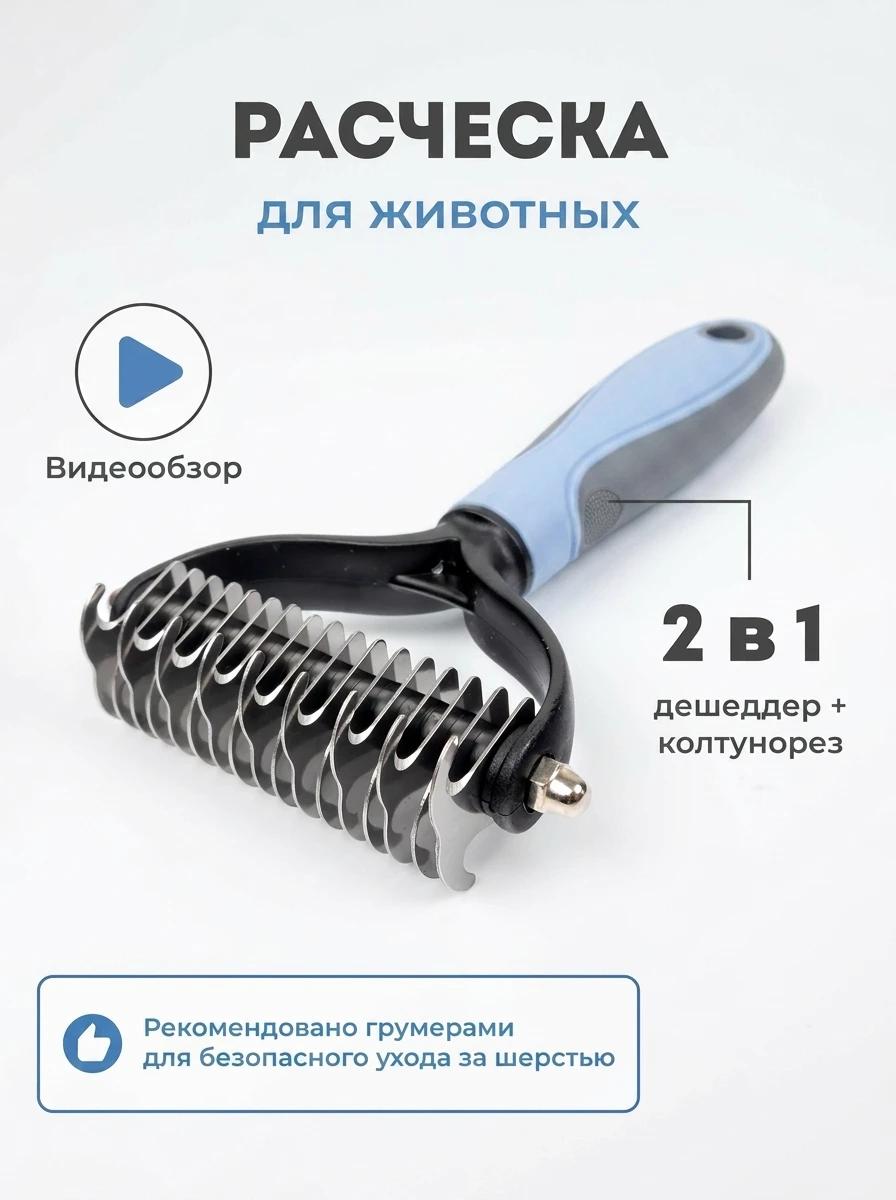 РАСЧЕСКА
для животных
Видеообзор
2 в 1
дешеддер +
колтунорез
Рекомендовано грумерами
для безопасного ухода за шерстью